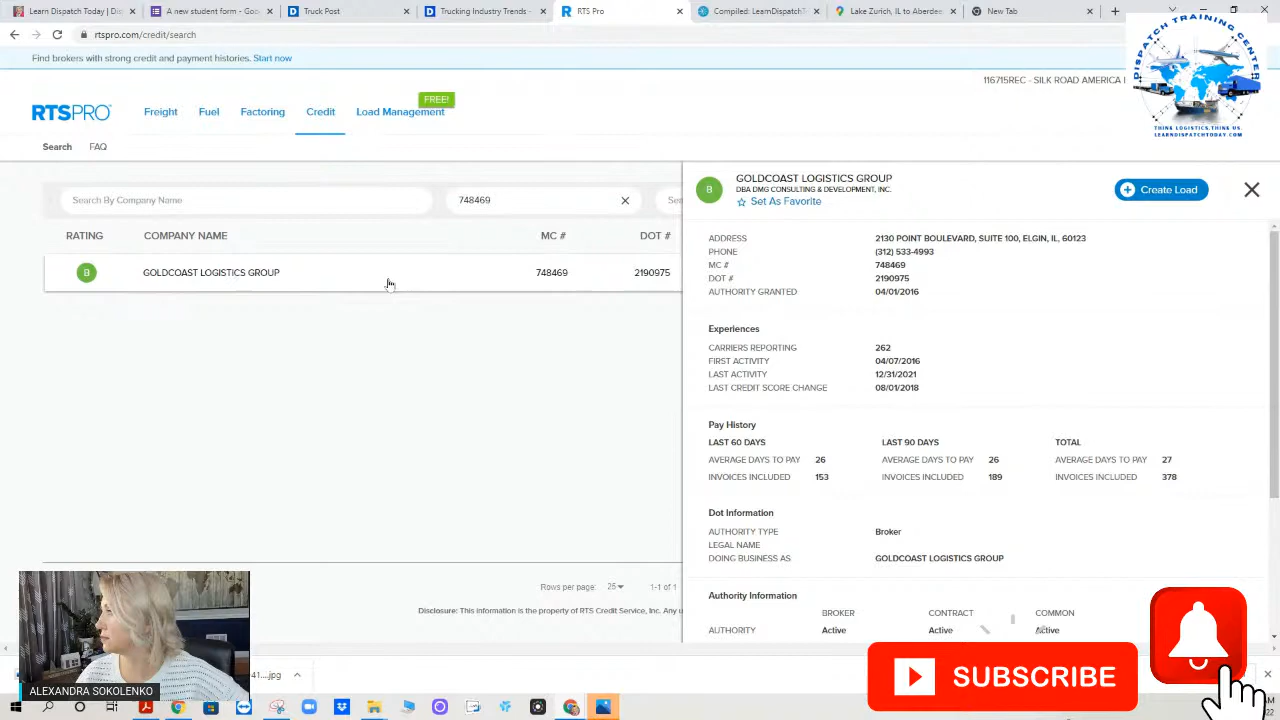 Learn Dispatch Today - Dispat
A new student form - Google
Truck Post
Trucking Industry Trends -
RTS Pro
Compiled: LearnDispatchTo
Lake Zurich, IL to Aberdee
New Tab
rtspro.com/credit/search
Find brokers with strong credit and payment histories. Start now
116715REC - SILK ROAD AMERICA I
DISPATCH TRAINING CENTER
THINK LOGISTICS.THINK US.
LEARNDISPATCHTODAY.COM
RTSPRO
Freight
Fuel
Factoring
Credit
Load Management
FREE!
Search
FAQ
Search By Company Name
748469
RATING
COMPANY NAME
MC #
DOT #
B
GOLDCOAST LOGISTICS GROUP
748469
2190975
Rows per page: 25
1-1 of 1
Disclosure: This information is the property of RTS Credit Service, Inc. Any u
B
GOLDCOAST LOGISTICS GROUP
DBA DMG CONSULTING & DEVELOPMENT, INC.
Set As Favorite
Create Load
ADDRESS 2130 POINT BOULEVARD, SUITE 100, ELGIN, IL, 60123
PHONE (312) 533-4993
MC # 748469
DOT # 2190975
AUTHORITY GRANTED 04/01/2016
Experiences
CARRIERS REPORTING 262
FIRST ACTIVITY 04/07/2016
LAST ACTIVITY 12/31/2021
LAST CREDIT SCORE CHANGE 08/01/2018
Pay History
LAST 60 DAYS LAST 90 DAYS TOTAL
AVERAGE DAYS TO PAY 26 AVERAGE DAYS TO PAY 26 AVERAGE DAYS TO PAY 27
INVOICES INCLUDED 153 INVOICES INCLUDED 189 INVOICES INCLUDED 378
Dot Information
AUTHORITY TYPE Broker
LEGAL NAME
DOING BUSINESS AS GOLDCOAST LOGISTICS GROUP
Authority Information
BROKER CONTRACT COMMON
AUTHORITY Active Active Active
41....jpg
ALEXANDRA SOKOLENKO
SUBSCRIBE